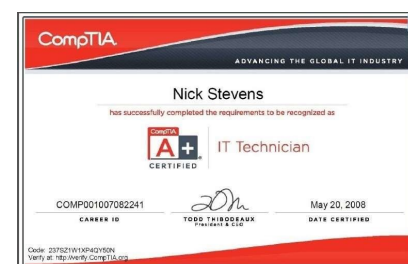 CompTIA.
ADVANCING THE GLOBAL IT INDUSTRY
Nick Stevens
has successfully completed the requirements to be recognized as
CompTIA
A+
CERTIFIED
IT Technician
COMP001007082241
CAREER ID
TODD THIBODEAUX
President & CEO
May 20, 2008
DATE CERTIFIED
Code: 237SZ1W1XP4QY50N
Verify at: http://verify.CompTIA.org